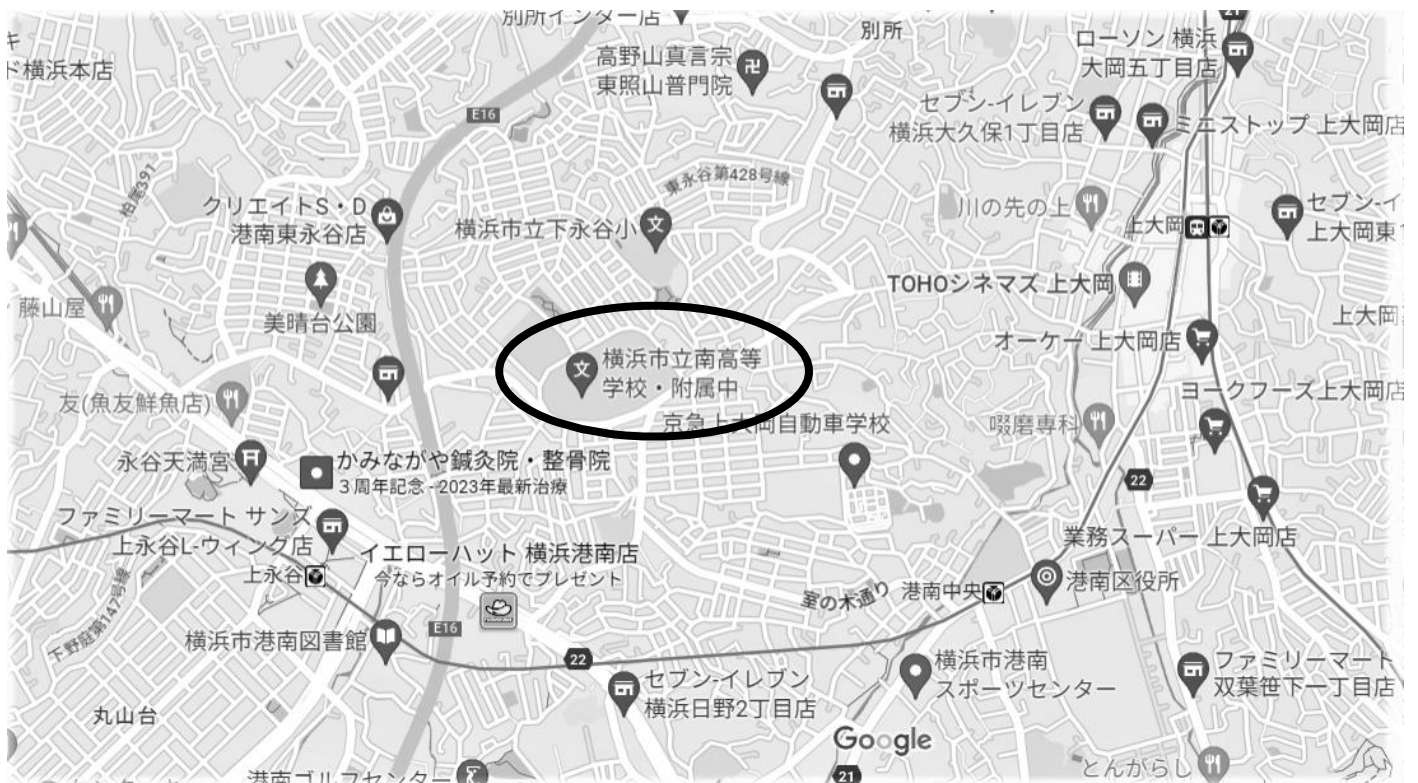 別所インター店
別所
21
ローソン 横浜
大岡五丁目店
ド横浜本店
高野山真言宗
東照山普門院
E16
セブン-イレブン
横浜大久保1丁目店
ミニストップ 上大岡店
柏尾391
東永谷第428号線
クリエイトS・D
港南東永谷店
横浜市立下永谷小
川の先の上
上大岡
セブン-イ
上大岡東1
TOHOシネマズ 上大岡
藤山屋
美晴台公園
上大岡
オーケー 上大岡店
横浜市立南高等
学校・附属中
ヨークフーズ上大岡店
友(魚友鮮魚店)
京急上大岡自動車学校
啜磨専科
永谷天満宮
かみながや鍼灸院・整骨院
3周年記念 - 2023年最新治療
22
ファミリーマート サンズ
上永谷L-ウィング店
イエローハット 横浜港南店
今ならオイル予約でプレゼント
業務スーパー 上大岡店
上永谷
港南中央
港南区役所
室の木通り
下野庭第147号線
横浜市港南図書館
E16
22
セブン-イレブン
横浜日野2丁目店
横浜市港南
スポーツセンター
ファミリーマート
双葉笹下一丁目店
丸山台
Google
港南ゴルフセンター
21
とんがらし